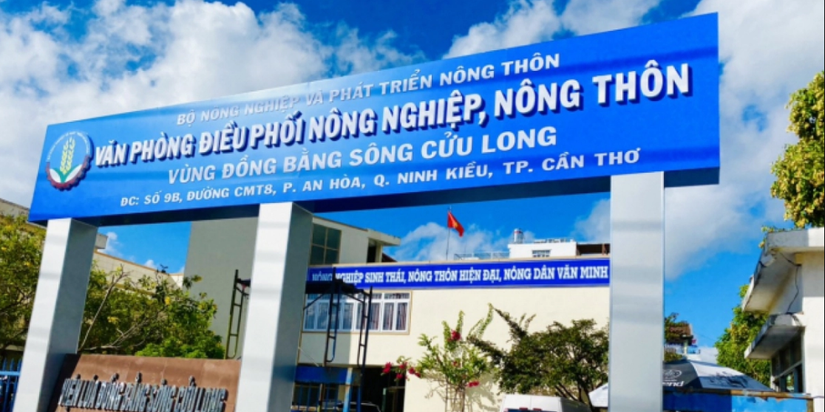 BỘ NÔNG NGHIỆP VÀ PHÁT TRIỂN NÔNG THÔN
VĂN PHÒNG ĐIỀU PHỐI NÔNG NGHIỆP, NÔNG THÔN
VÙNG ĐỒNG BẰNG SÔNG CỬU LONG
ĐC: SỐ 9B, ĐƯỜNG CMT8, P. AN HÒA, Q. NINH KIỀU, TP. CẦN THƠ
NGHIỆP SINH THÁI, NÔNG THÔN HIỆN ĐẠI, NÔNG DÂN VĂN MINH
ĐỒNG BẰNG SÔNG CỬU LONG